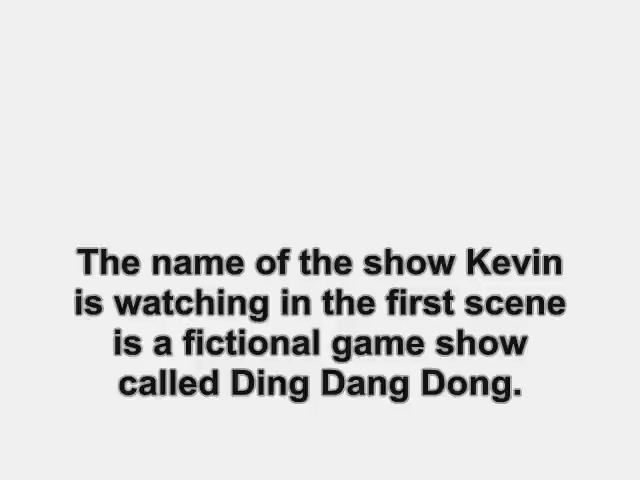 The name of the show Kevin
is watching in the first scene
is a fictional game show
called Ding Dang Dong.